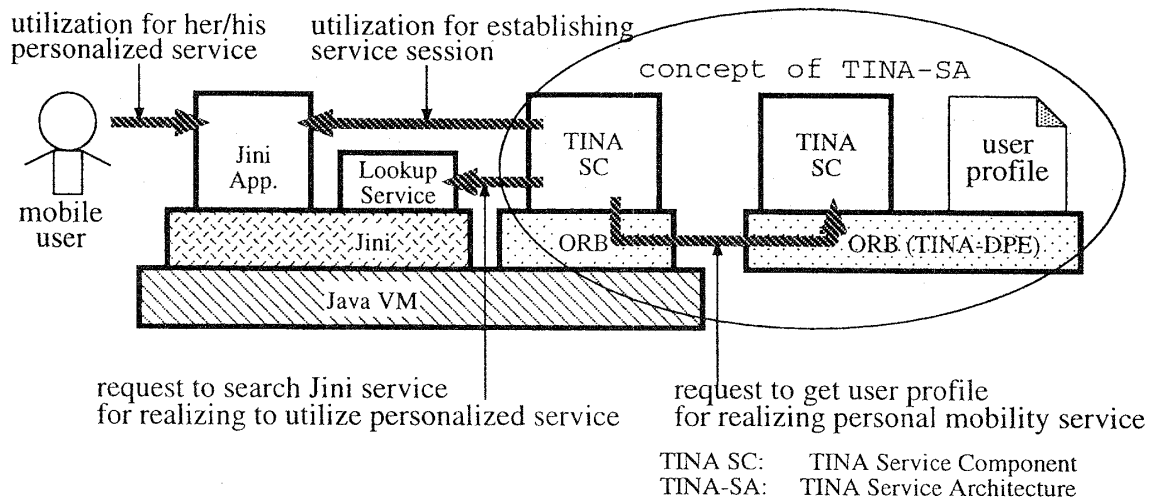 utilization for her/his
personalized service
utilization for establishing
service session
concept of TINA-SA
Jini
App.
Lookup
Service
TINA
SC
TINA
SC
user
profile
mobile
user
Jini
ORB
ORB (TINA-DPE)
Java VM
request to search Jini service
for realizing to utilize personalized service
request to get user profile
for realizing personal mobility service
TINA SC: TINA Service Component
TINA-SA: TINA Service Architecture